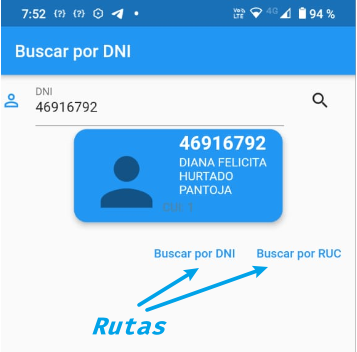 7:52 {?} {?} 4G 94 %
Buscar por DNI
DNI
46916792
46916792
DIANA FELICITA
HURTADO
PANTOJA
CUI: 1
Buscar por DNI Buscar por RUC
Rutas